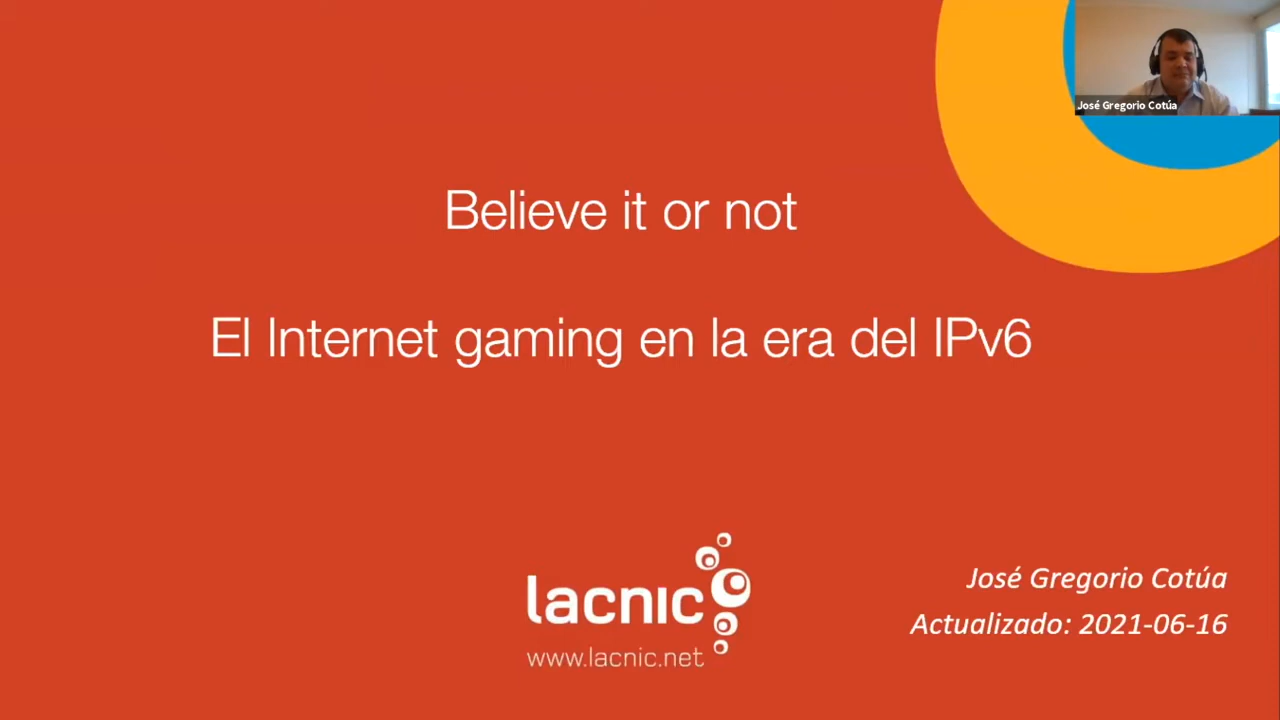 José Gregorio Cotúa
Believe it or not
El Internet gaming en la era del IPv6
lacnic
www.lacnic.net
José Gregorio Cotúa
Actualizado: 2021-06-16